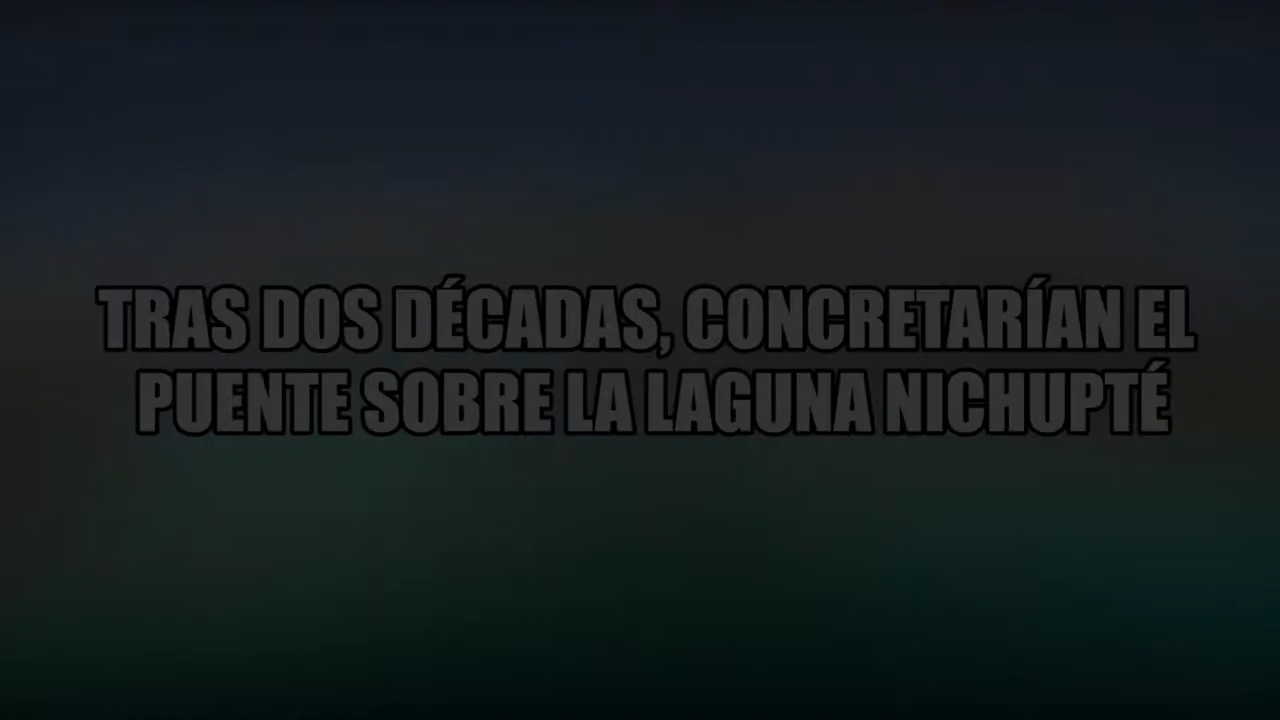 TRAS DOS DÉCADAS, CONCRETARÍAN EL
PUENTE SOBRE LA LAGUNA NICHUPTÉ